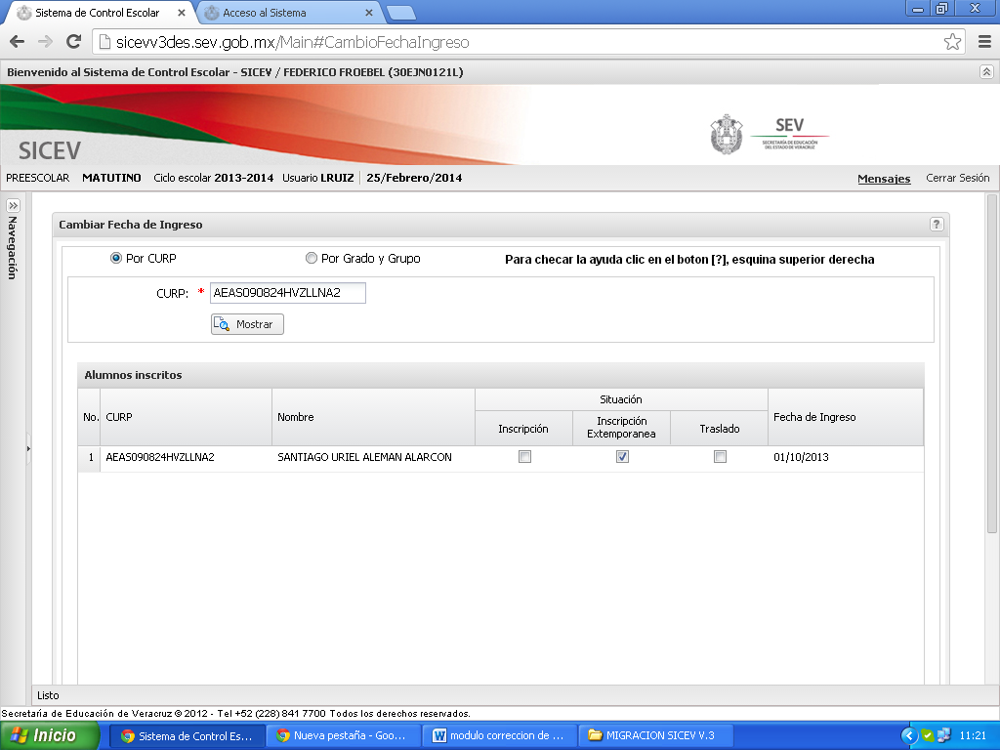 Sistema de Control Escolar
Acceso al Sistema
sicevv3des.sev.gob.mx/Main#CambioFechaIngreso
Bienvenido al Sistema de Control Escolar - SICEV / FEDERICO FROEBEL (30EJN0121L)
SICEV
SEV
SECRETARÍA DE EDUCACIÓN
DEL ESTADO DE VERACRUZ
PREESCOLAR MATUTINO Ciclo escolar 2013-2014 Usuario LRUIZ 25/Febrero/2014 Mensajes Cerrar Sesión
Navegación
Cambiar Fecha de Ingreso ?
Por CURP Por Grado y Grupo Para checar la ayuda clic en el boton [?], esquina superior derecha
CURP: * AEAS090824HVZLLNA2
Mostrar
Alumnos inscritos
No. CURP Nombre Situación Fecha de Ingreso
Inscripción Inscripción Extemporanea Traslado
1 AEAS090824HVZLLNA2 SANTIAGO URIEL ALEMAN ALARCON 01/10/2013
Listo
Secretaría de Educación de Veracruz © 2012 - Tel +52 (228) 841 7700 Todos los derechos reservados.
Inicio Sistema de Control Es... Nueva pestaña - Goo... modulo correccion de ... MIGRACION SICEV V.3 11:21